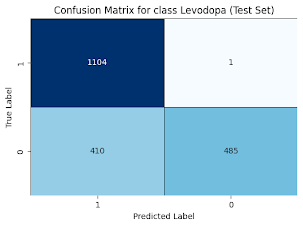 Confusion Matrix for class Levodopa (Test Set)
True Label
1
1104
1
0
410
485
1
0
Predicted Label